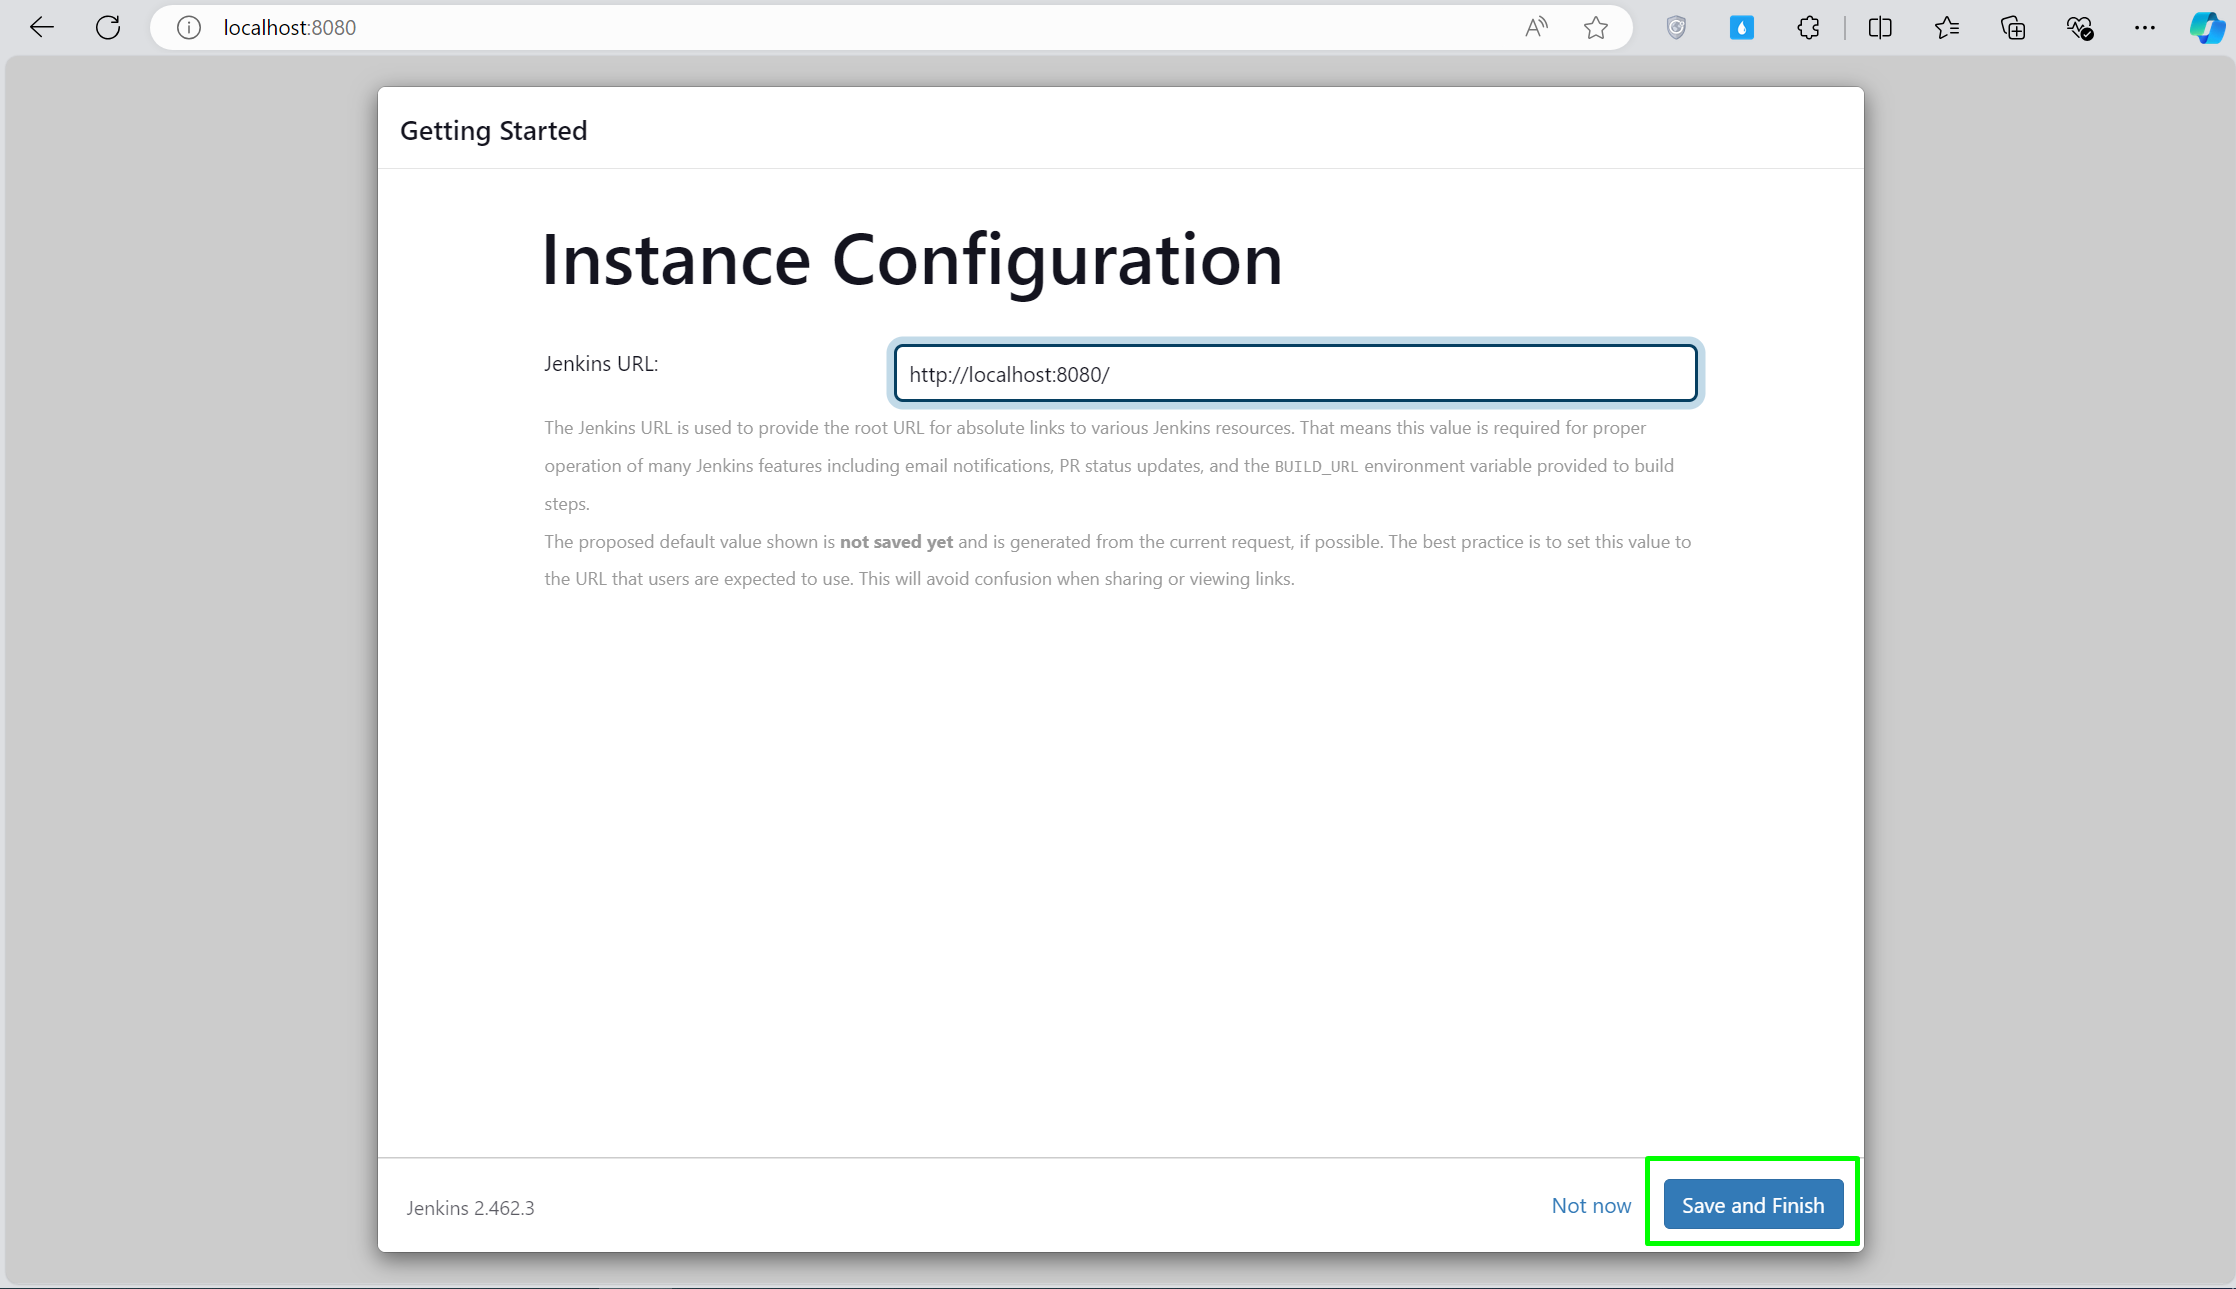 localhost:8080
Getting Started
Instance Configuration
Jenkins URL:
http://localhost:8080/
The Jenkins URL is used to provide the root URL for absolute links to various Jenkins resources. That means this value is required for proper
operation of many Jenkins features including email notifications, PR status updates, and the BUILD_URL environment variable provided to build
steps.
The proposed default value shown is not saved yet and is generated from the current request, if possible. The best practice is to set this value to
the URL that users are expected to use. This will avoid confusion when sharing or viewing links.
Jenkins 2.462.3
Not now
Save and Finish